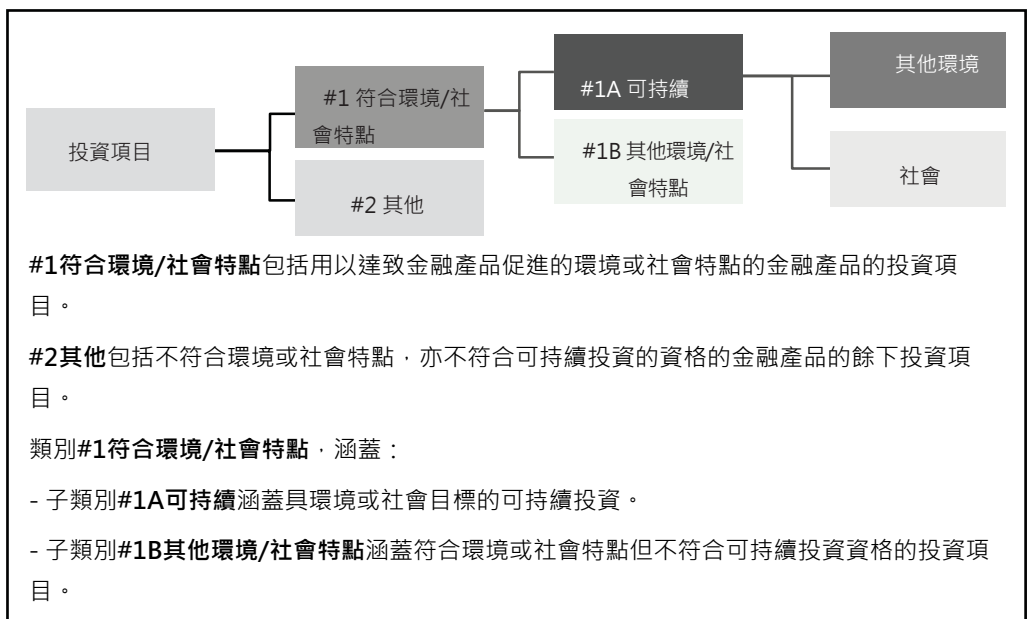 其他環境
#1A 可持續
#1 符合環境/社
會特點
投資項目
#1B 其他環境/社
會特點
社會
#2 其他
#1符合環境/社會特點包括用以達致金融產品促進的環境或社會特點的金融產品的投資項
目。
#2其他包括不符合環境或社會特點，亦不符合可持續投資的資格的金融產品的餘下投資項
目。
類別#1符合環境/社會特點，涵蓋：
- 子類別#1A可持續涵蓋具環境或社會目標的可持續投資。
- 子類別#1B其他環境/社會特點涵蓋符合環境或社會特點但不符合可持續投資資格的投資項
目。